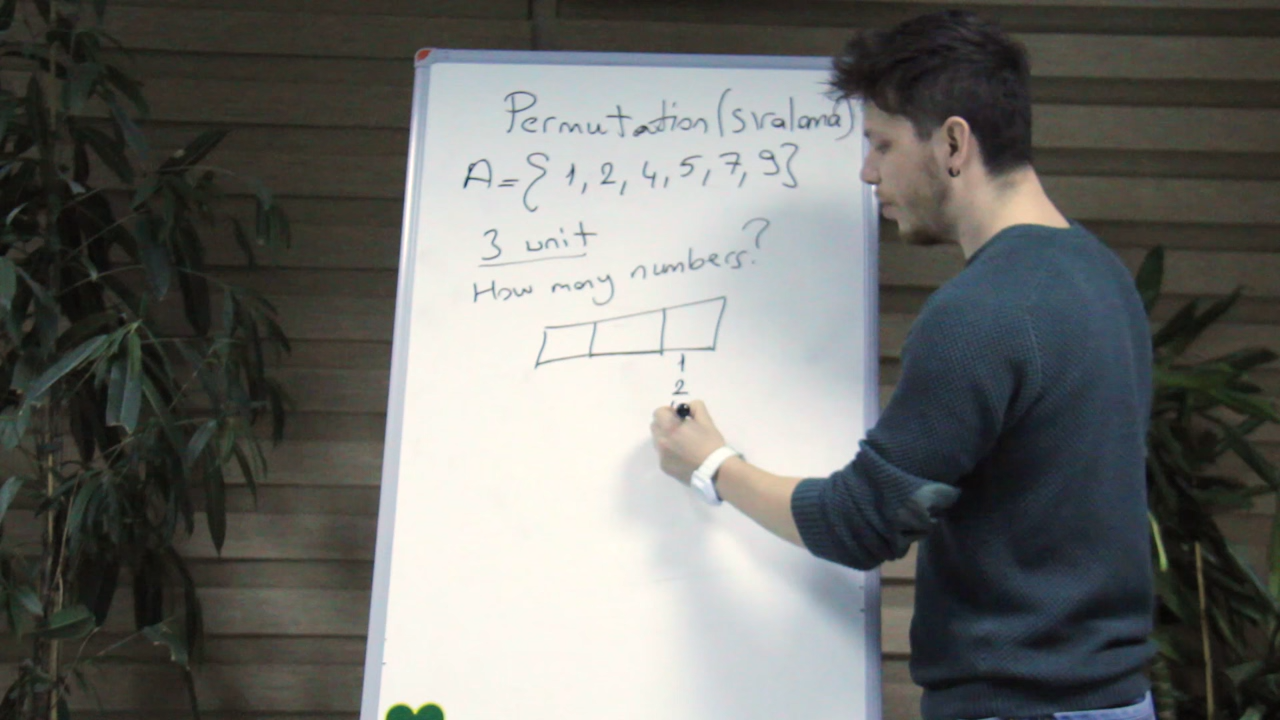 Permutation (Sıralama)
A = { 1, 2, 4, 5, 7, 9}
3 unit
How many numbers?
1
2